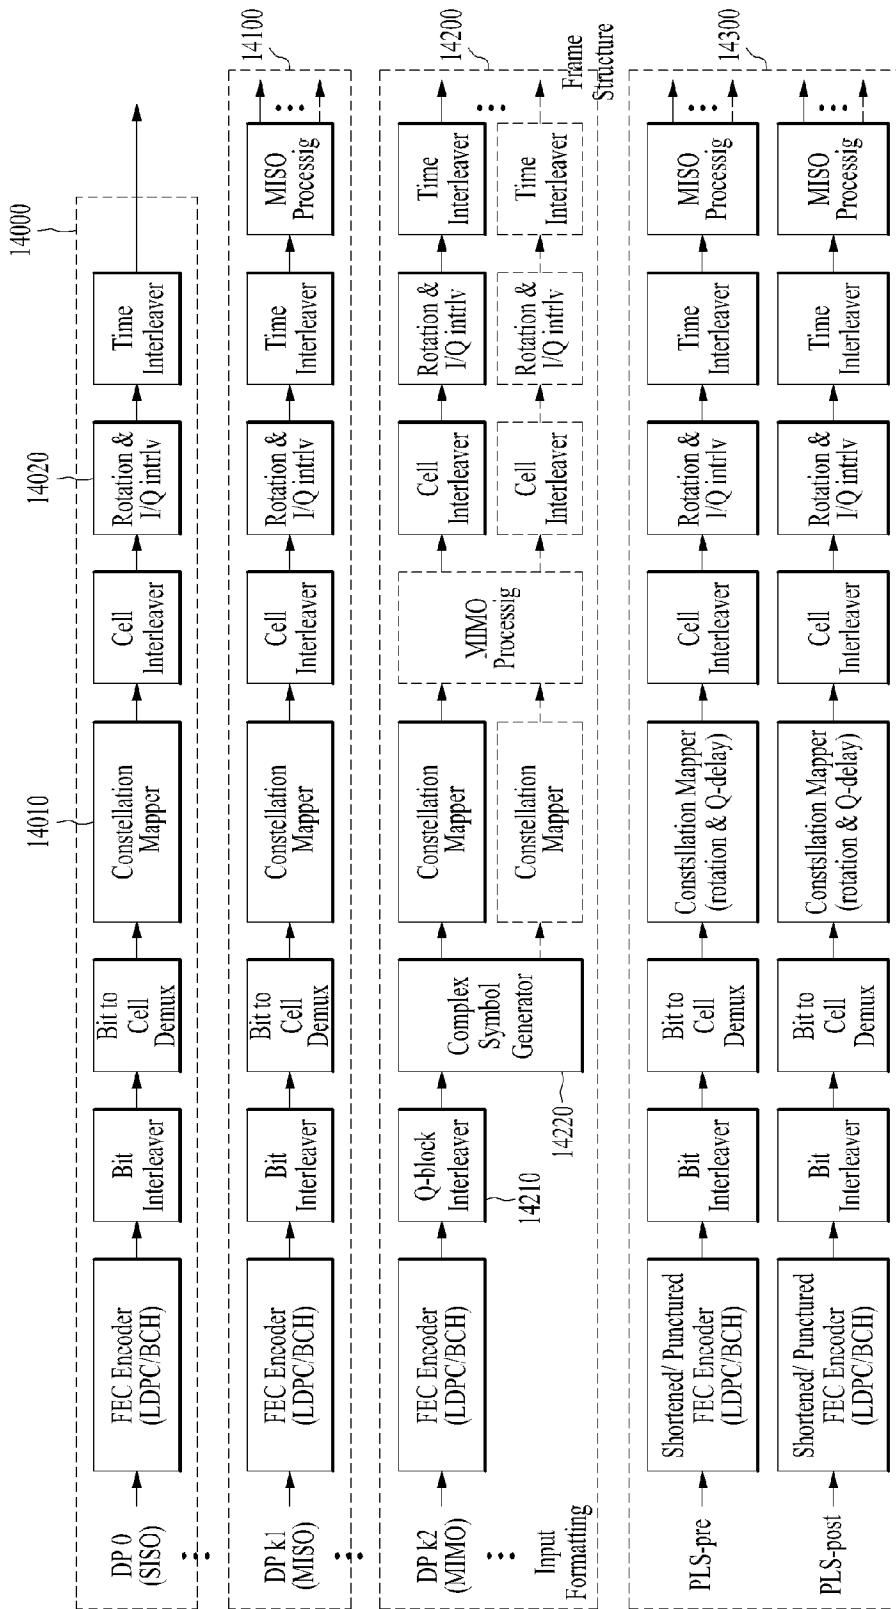 14000
DP 0
(SISO)
FEC Encoder
(LDPC/BCH)
Bit
Interleaver
Bit to
Cell
Demux
Constellation
Mapper
14010
Cell
Interleaver
Rotation &
I/Q intrlv
14020
Time
Interleaver
14100
DP k1
(MISO)
FEC Encoder
(LDPC/BCH)
Bit
Interleaver
Bit to
Cell
Demux
Constellation
Mapper
Cell
Interleaver
Rotation &
I/Q intrlv
Time
Interleaver
MISO
Processig
14200
DP k2
(MIMO)
FEC Encoder
(LDPC/BCH)
Q-block
Interleaver
14210
Complex
Symbol
Generator
14220
Constellation
Mapper
Constellation
Mapper
MIMO
Processig
Cell
Interleaver
Cell
Interleaver
Rotation &
I/Q intrlv
Rotation &
I/Q intrlv
Time
Interleaver
Time
Interleaver
Input
Formatting
Frame
Structure
14300
PLS-pre
Shortened/ Punctured
FEC Encoder
(LDPC/BCH)
Bit
Interleaver
Bit to
Cell
Demux
Constsllation Mapper
(rotation & Q-delay)
Cell
Interleaver
Rotation &
I/Q intrlv
Time
Interleaver
MISO
Processig
PLS-post
Shortened/ Punctured
FEC Encoder
(LDPC/BCH)
Bit
Interleaver
Bit to
Cell
Demux
Constsllation Mapper
(rotation & Q-delay)
Cell
Interleaver
Rotation &
I/Q intrlv
Time
Interleaver
MISO
Processig